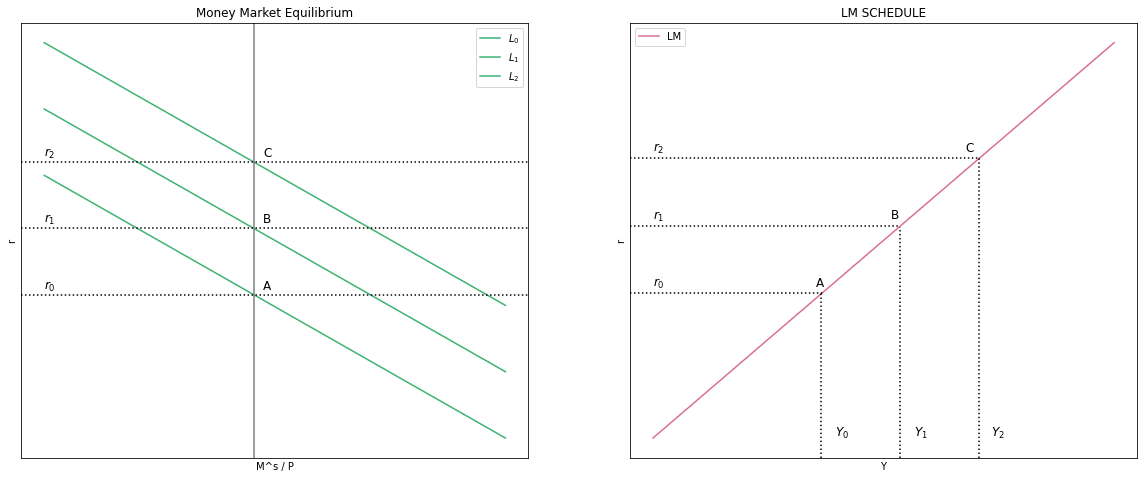 Money Market Equilibrium
L₀
L₁
L₂
r₂
C
r₁
B
r₀
A
r
M^s / P
LM SCHEDULE
LM
r₂
C
r₁
B
r₀
A
Y₀
Y₁
Y₂
r
Y